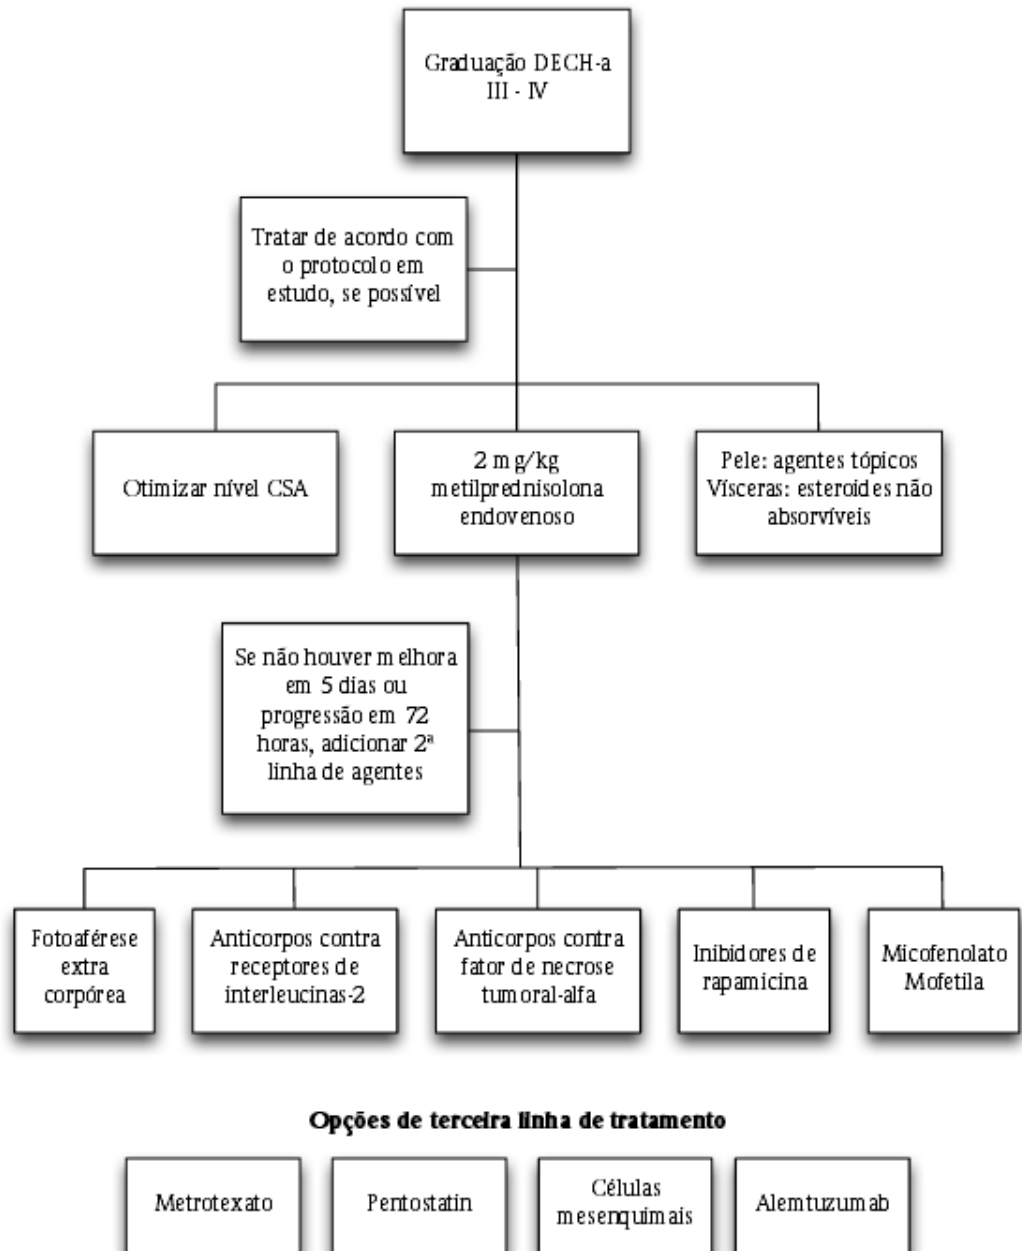 Graduação DECH-a
III - IV
Tratar de acordo com
o protocolo em
estudo, se possível
Otimizar nível CSA
2 mg/kg
metilprednisolona
endovenoso
Pele: agentes tópicos
Vísceras: esteroides não
absorvíveis
Se não houver melhora
em 5 dias ou
progressão em 72
horas, adicionar 2ª
linha de agentes
Fotoaférese
extra
corpórea
Anticorpos contra
receptores de
interleucinas-2
Anticorpos contra
fator de necrose
tumoral-alfa
Inibidores de
rapamicina
Micofenolato
Mofetila
Opções de terceira linha de tratamento
Metrotexato
Pentostatin
Células
mesenquimais
Alemtuzumab